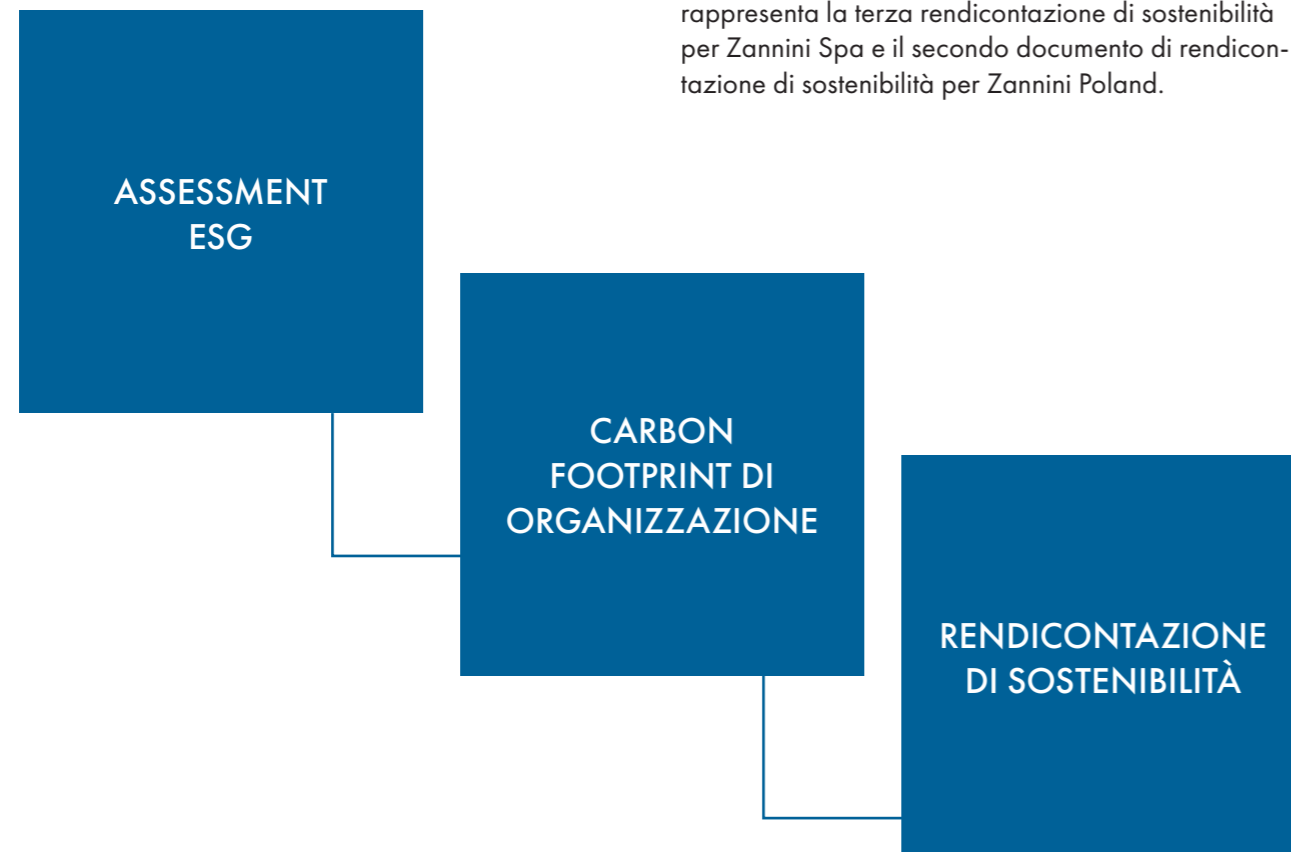 rappresenta la terza rendicontazione di sostenibilità
per Zannini Spa e il secondo documento di rendicon-
tazione di sostenibilità per Zannini Poland.
ASSESSMENT
ESG
CARBON
FOOTPRINT DI
ORGANIZZAZIONE
RENDICONTAZIONE
DI SOSTENIBILITÀ